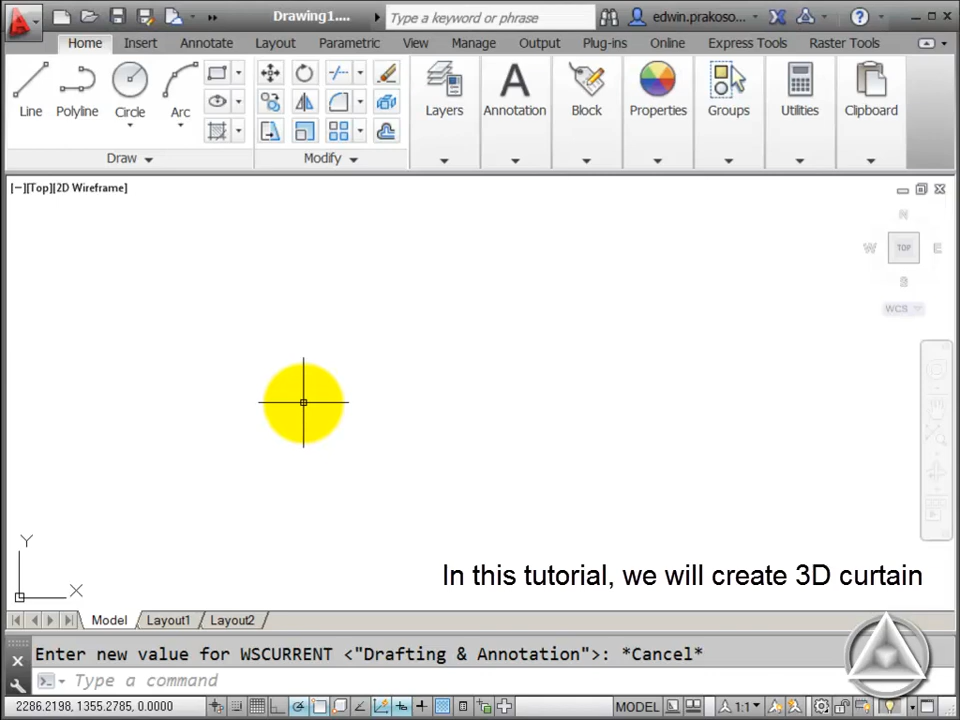 Drawing1....
Type a keyword or phrase
edwin.prakoso...
Home Insert Annotate Layout Parametric View Manage Output Plug-ins Online Express Tools Raster Tools
Line Polyline Circle Arc
Layers Annotation Block Properties Groups Utilities Clipboard
Draw Modify
[−][Top][2D Wireframe]
N
W TOP E
S
WCS
Y
X
In this tutorial, we will create 3D curtain
Model Layout1 Layout2
Enter new value for WSCURRENT <"Drafting & Annotation">: *Cancel*
Type a command
2286.2198, 1355.2785, 0.0000 MODEL 1:1